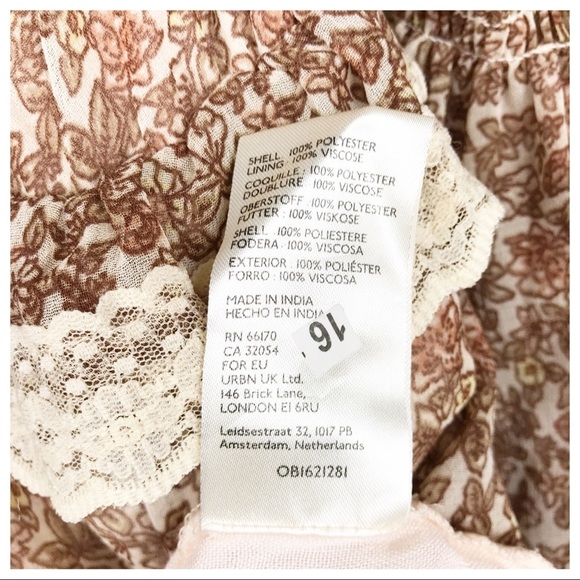 SHELL : 100% POLYESTER
LINING : 100% VISCOSE
COQUILLE : 100% POLYESTER
DOUBLURE : 100% VISCOSE
OBERSTOFF : 100% POLYESTER
FUTTER : 100% VISKOSE
SHELL : 100% POLIESTERE
FODERA : 100% VISCOSA
EXTERIOR : 100% POLIÉSTER
FORRO : 100% VISCOSA
MADE IN INDIA
HECHO EN INDIA
16
RN 66170
CA 32054
FOR EU
URBN UK Ltd.
146 Brick Lane,
LONDON E1 6RU
Leidsestraat 32, 1017 PB
Amsterdam, Netherlands
OB1621281